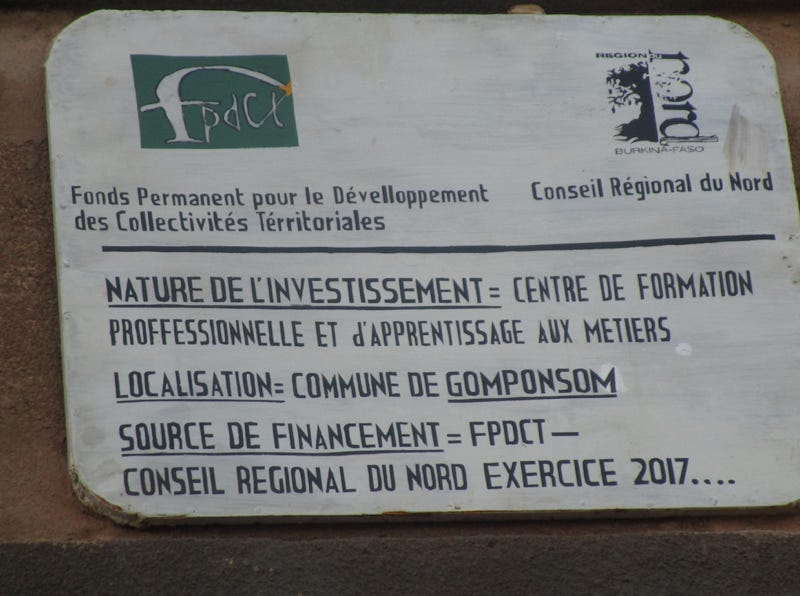 fpdct
RÉGION DU
nord
BURKINA-FASO
Fonds Permanent pour le Dévelloppement
des Collectivités Térritoriales
Conseil Régional du Nord
NATURE DE L'INVESTISSEMENT = CENTRE DE FORMATION
PROFFESSIONNELLE ET d'APPRENTISSAGE AUX METIERS
LOCALISATION = COMMUNE DE GOMPONSOM
SOURCE DE FINANCEMENT = FPDCT —
CONSEIL REGIONAL DU NORD EXERCICE 2017....